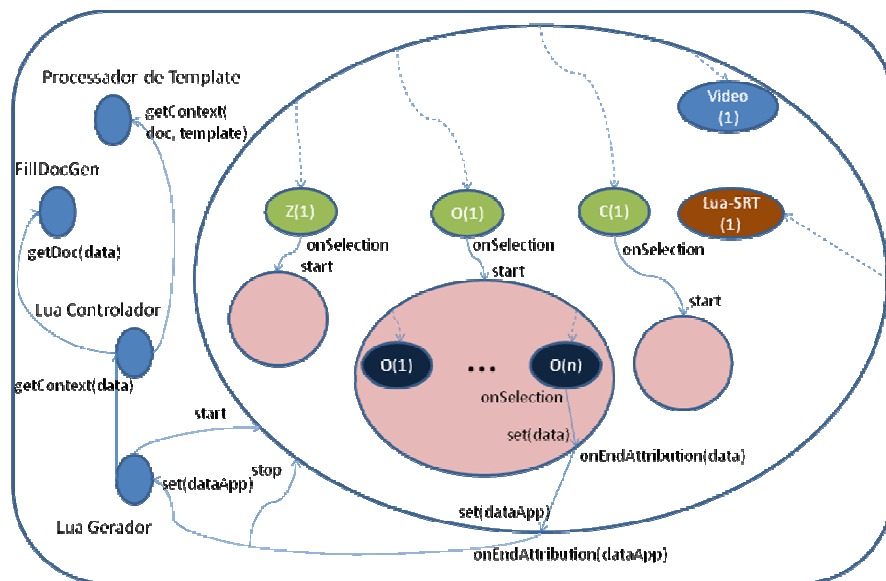 Processador de Template
getContext(
doc, template)
FillDocGen
getDoc(data)
Lua Controlador
getContext(data)
start
set(dataApp)
stop
Lua Gerador
Video
(1)
Z(1)
O(1)
C(1)
Lua-SRT
(1)
onSelection
start
onSelection
start
onSelection
start
O(1)
...
O(n)
onSelection
set(data)
onEndAttribution(data)
set(dataApp)
onEndAttribution(dataApp)